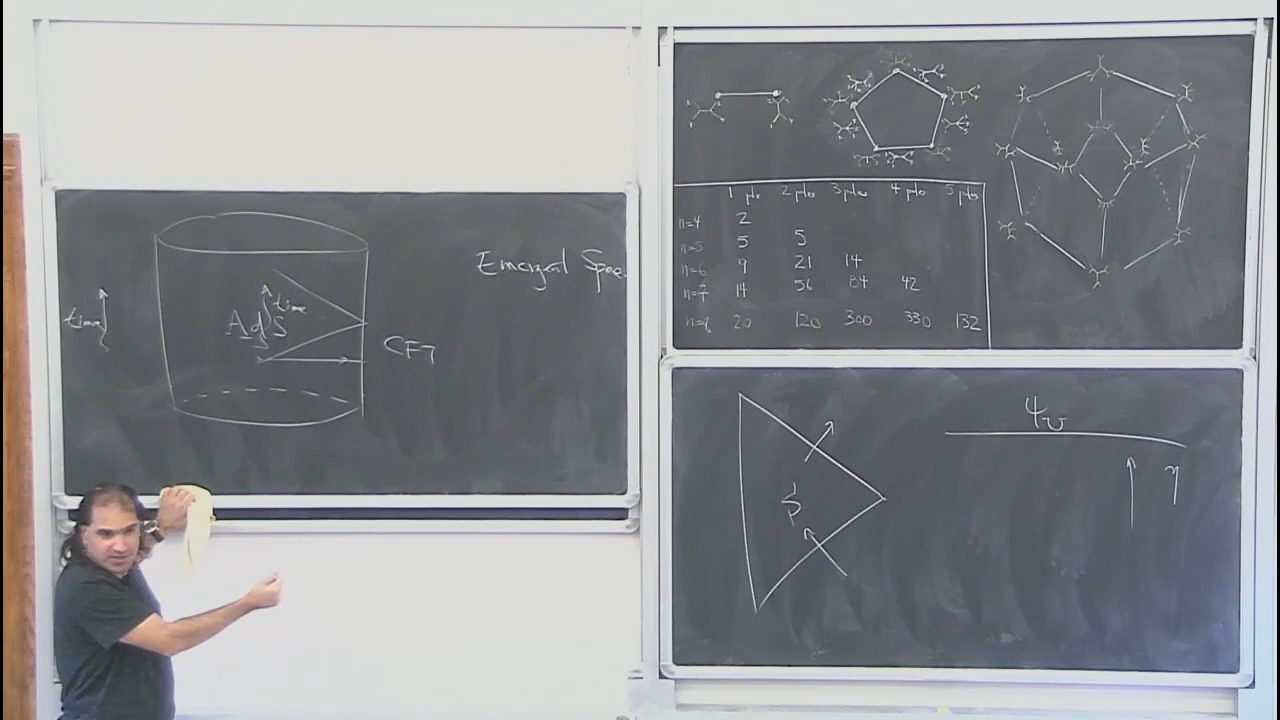 time
AdS
time
CFT
Emergent Space
1 pole 2 poles 3 poles 4 poles 5 poles
n=4 2
n=5 5 5
n=6 9 21 14
n=7 14 56 84 42
n=8 20 120 300 330 132
Ψ_U
η